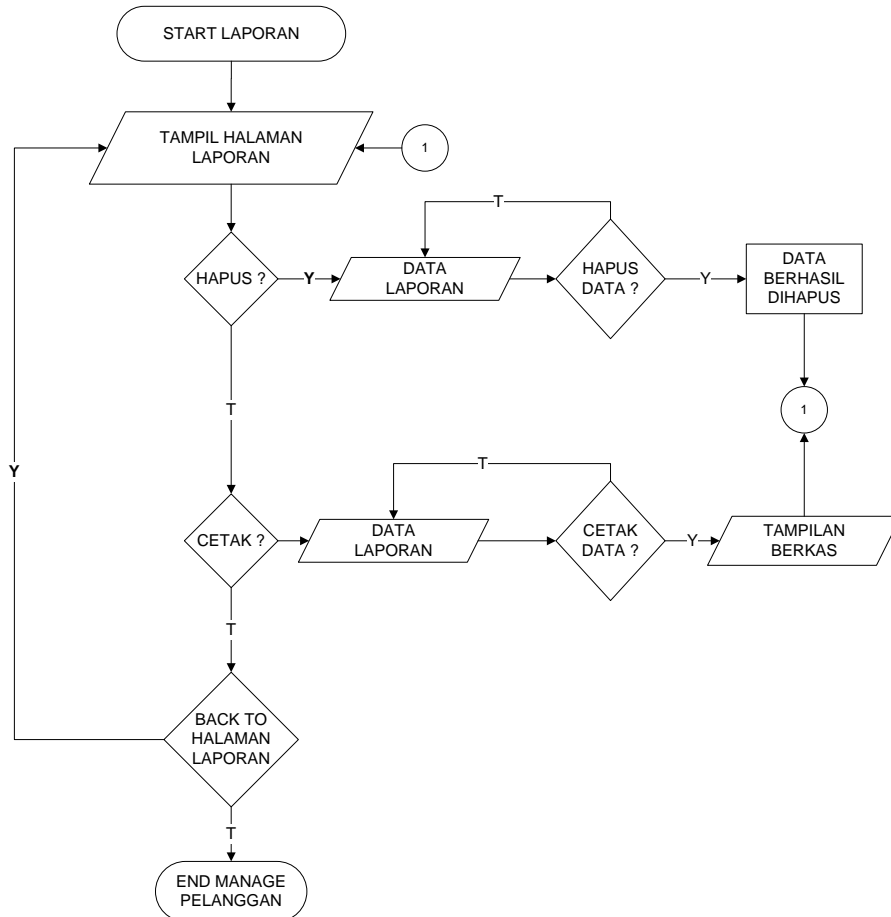 START LAPORAN
TAMPIL HALAMAN
LAPORAN
1
T
HAPUS ?
Y
DATA
LAPORAN
HAPUS
DATA ?
Y
DATA
BERHASIL
DIHAPUS
1
T
T
Y
CETAK ?
DATA
LAPORAN
CETAK
DATA ?
Y
TAMPILAN
BERKAS
T
BACK TO
HALAMAN
LAPORAN
T
END MANAGE
PELANGGAN